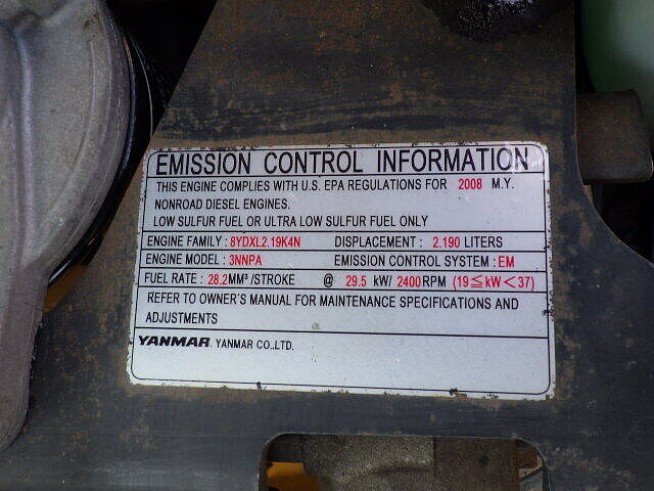 EMISSION CONTROL INFORMATION
THIS ENGINE COMPLIES WITH U.S. EPA REGULATIONS FOR 2008 M.Y.
NONROAD DIESEL ENGINES.
LOW SULFUR FUEL OR ULTRA LOW SULFUR FUEL ONLY
ENGINE FAMILY : 8YDXL2.19K4N DISPLACEMENT : 2.190 LITERS
ENGINE MODEL : 3NNPA EMISSION CONTROL SYSTEM : EM
FUEL RATE : 28.2MM³ /STROKE @ 29.5 kW/ 2400RPM (19≦kW<37)
REFER TO OWNER'S MANUAL FOR MAINTENANCE SPECIFICATIONS AND
ADJUSTMENTS
YANMAR YANMAR CO.,LTD.